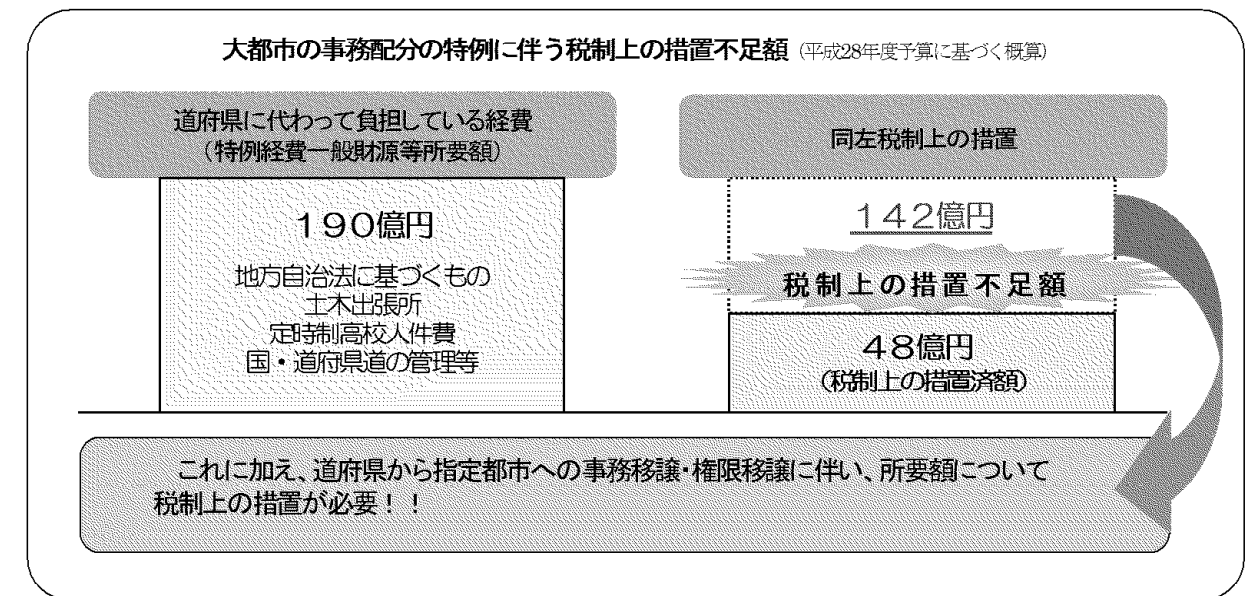 大都市の事務配分の特例に伴う税制上の措置不足額（平成28年度予算に基づく概算）
道府県に代わって負担している経費
（特例経費一般財源等所要額）
190億円
地方自治法に基づくもの
土木出張所
定時制高校人件費
国・道府県道の管理等
同左税制上の措置
142億円
税制上の措置不足額
48億円
（税制上の措置済額）
これに加え、道府県から指定都市への事務移譲・権限移譲に伴い、所要額について
税制上の措置が必要！！